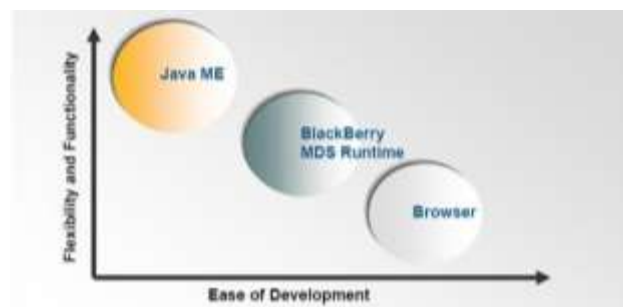 Flexibility and Functionality
Java ME
BlackBerry
MDS Runtime
Browser
Ease of Development